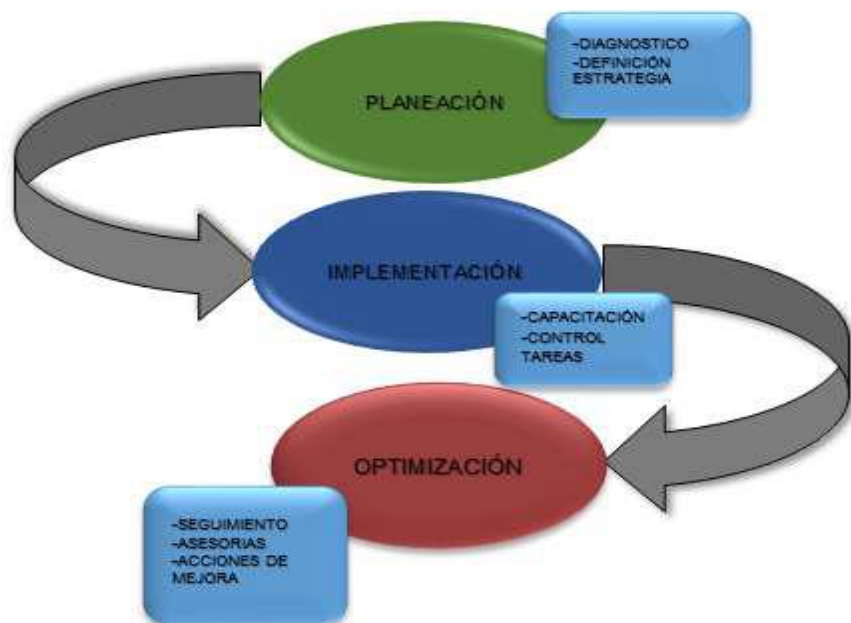 PLANEACIÓN
-DIAGNOSTICO
-DEFINICIÓN
ESTRATEGIA
IMPLEMENTACIÓN
-CAPACITACIÓN
-CONTROL
TAREAS
OPTIMIZACIÓN
-SEGUIMIENTO
-ASESORIAS
-ACCIONES DE
MEJORA